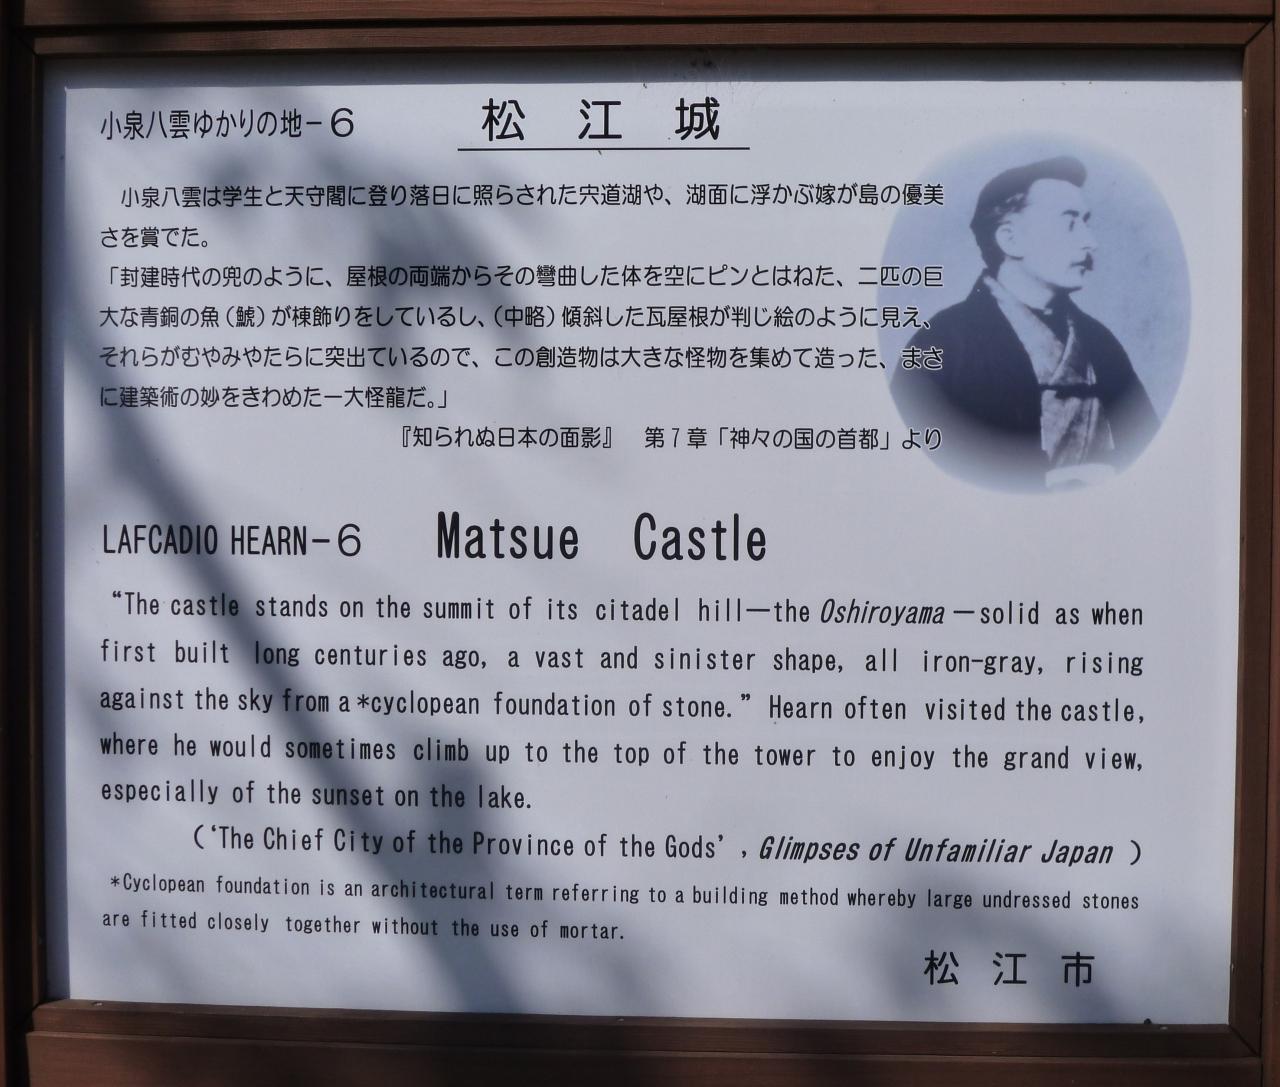 小泉八雲ゆかりの地－6　松江城
小泉八雲は学生と天守閣に登り落日に照らされた宍道湖や、湖面に浮かぶ嫁が島の優美
さを賞でた。
「封建時代の兜のように、屋根の両端からその彎曲した体を空にピンとはねた、二匹の巨
大な青銅の魚（鯱）が棟飾りをしているし、（中略）傾斜した瓦屋根が判じ絵のように見え、
それらがむやみやたらに突出ているので、この創造物は大きな怪物を集めて造った、まさ
に建築術の妙をきわめた一大怪龍だ。」
『知られぬ日本の面影』　第7章「神々の国の首都」より
LAFCADIO HEARN－6　Matsue Castle
“The castle stands on the summit of its citadel hill—the Oshiroyama—solid as when
first built long centuries ago, a vast and sinister shape, all iron-gray, rising
against the sky from a *cyclopean foundation of stone.” Hearn often visited the castle,
where he would sometimes climb up to the top of the tower to enjoy the grand view,
especially of the sunset on the lake.
(‘The Chief City of the Province of the Gods’, Glimpses of Unfamiliar Japan )
*Cyclopean foundation is an architectural term referring to a building method whereby large undressed stones
are fitted closely together without the use of mortar.
松江市